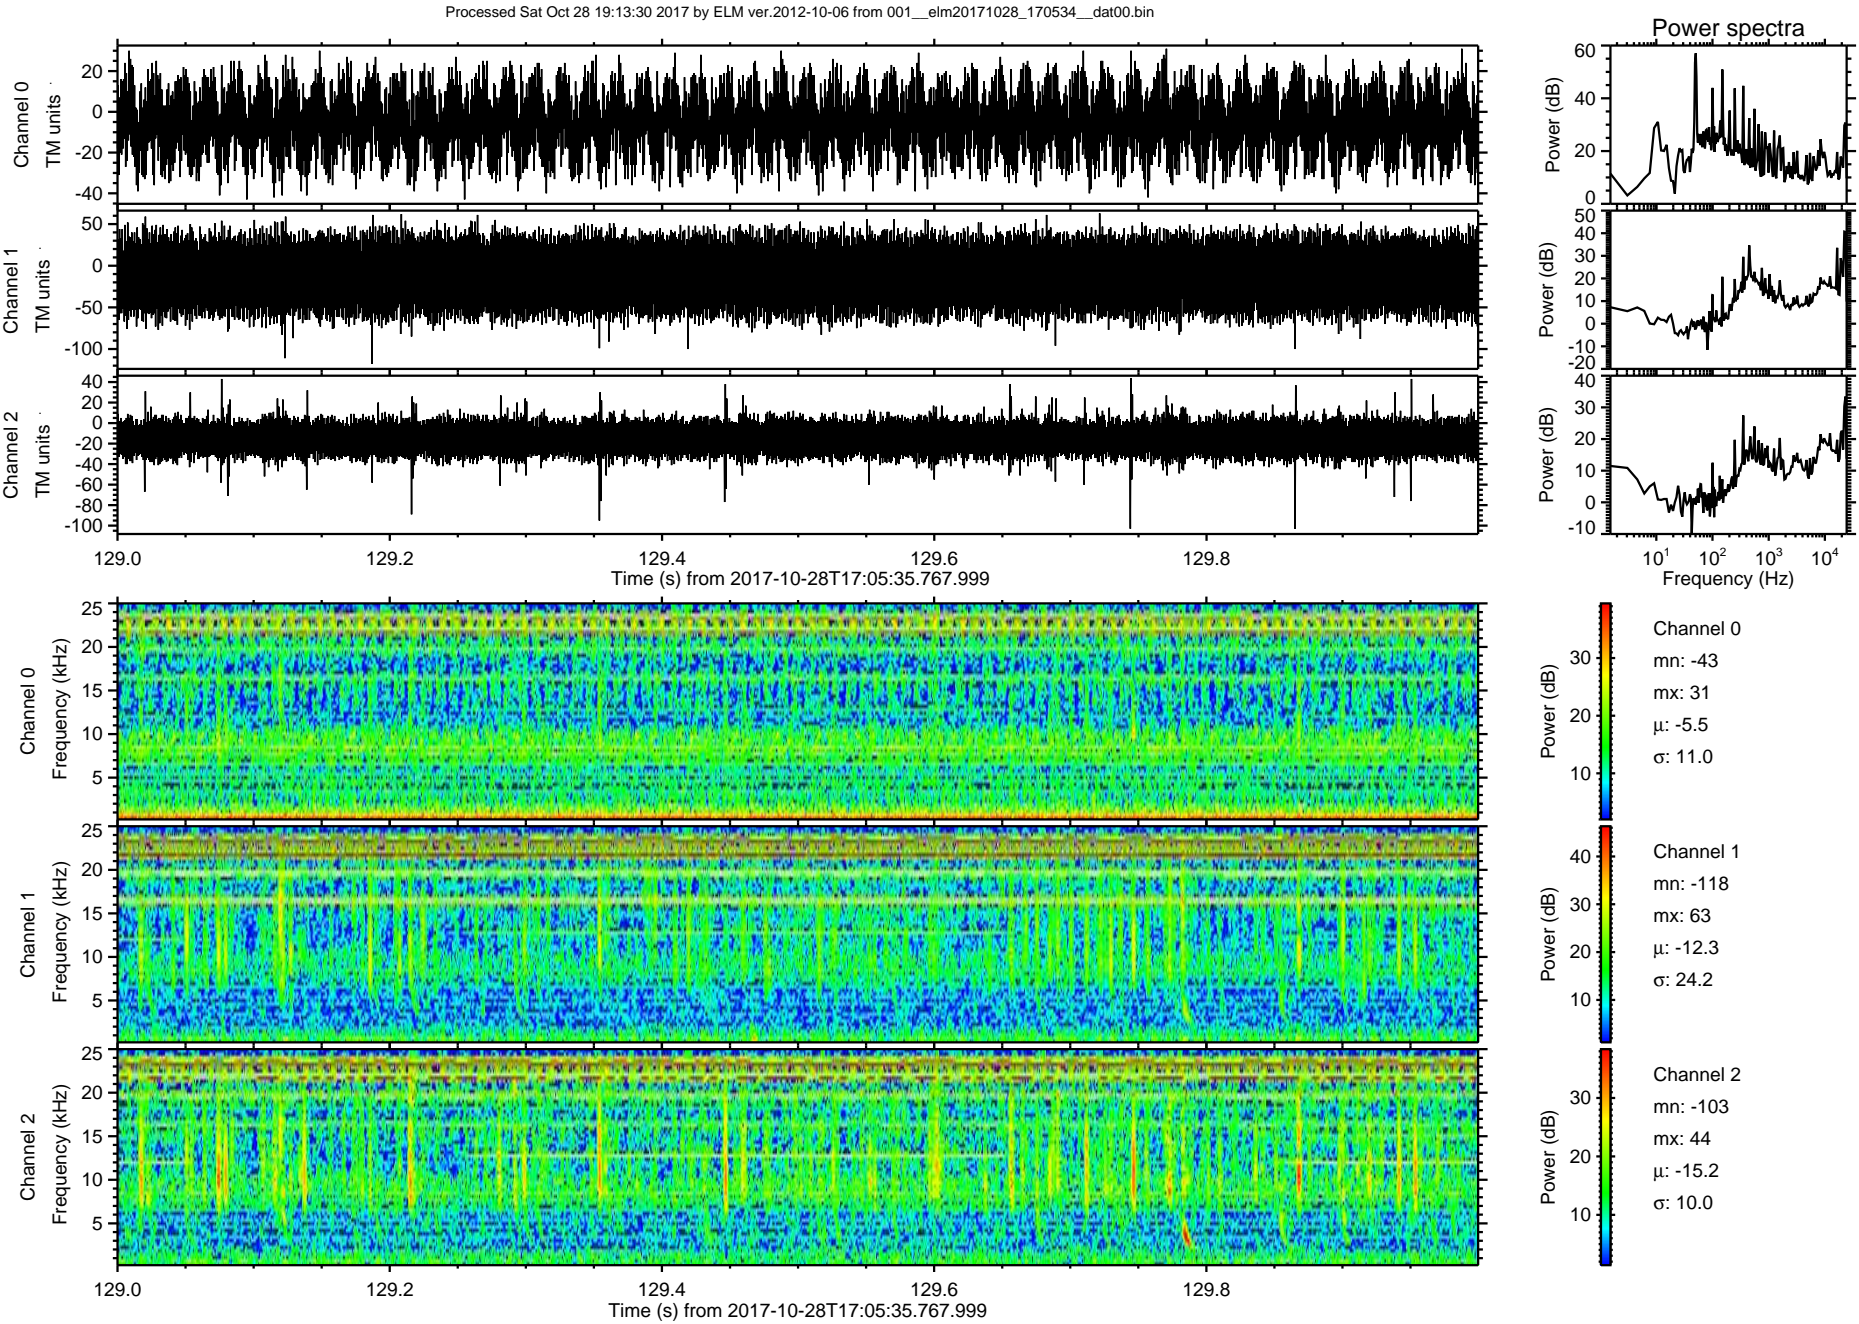 Processed Sat Oct 28 19:13:30 2017 by ELM ver.2012-10-06 from 001__elm20171028_170534__dat00.bin
Power spectra
Channel 0
TM units
20
0
-20
-40
Power (dB)
60
40
20
0
Channel 1
TM units
50
0
-50
-100
Power (dB)
50
40
30
20
10
0
-10
-20
Channel 2
TM units
40
20
0
-20
-40
-60
-80
-100
Power (dB)
40
30
20
10
0
-10
129.0 129.2 129.4 129.6 129.8
Time (s) from 2017-10-28T17:05:35.767.999
10^1 10^2 10^3 10^4
Frequency (Hz)
Channel 0
Frequency (kHz)
25
20
15
10
5
Power (dB)
30
20
10
Channel 0
mn: -43
mx: 31
µ: -5.5
σ: 11.0
Channel 1
Frequency (kHz)
25
20
15
10
5
Power (dB)
40
30
20
10
Channel 1
mn: -118
mx: 63
µ: -12.3
σ: 24.2
Channel 2
Frequency (kHz)
25
20
15
10
5
Power (dB)
30
20
10
Channel 2
mn: -103
mx: 44
µ: -15.2
σ: 10.0
129.0 129.2 129.4 129.6 129.8
Time (s) from 2017-10-28T17:05:35.767.999